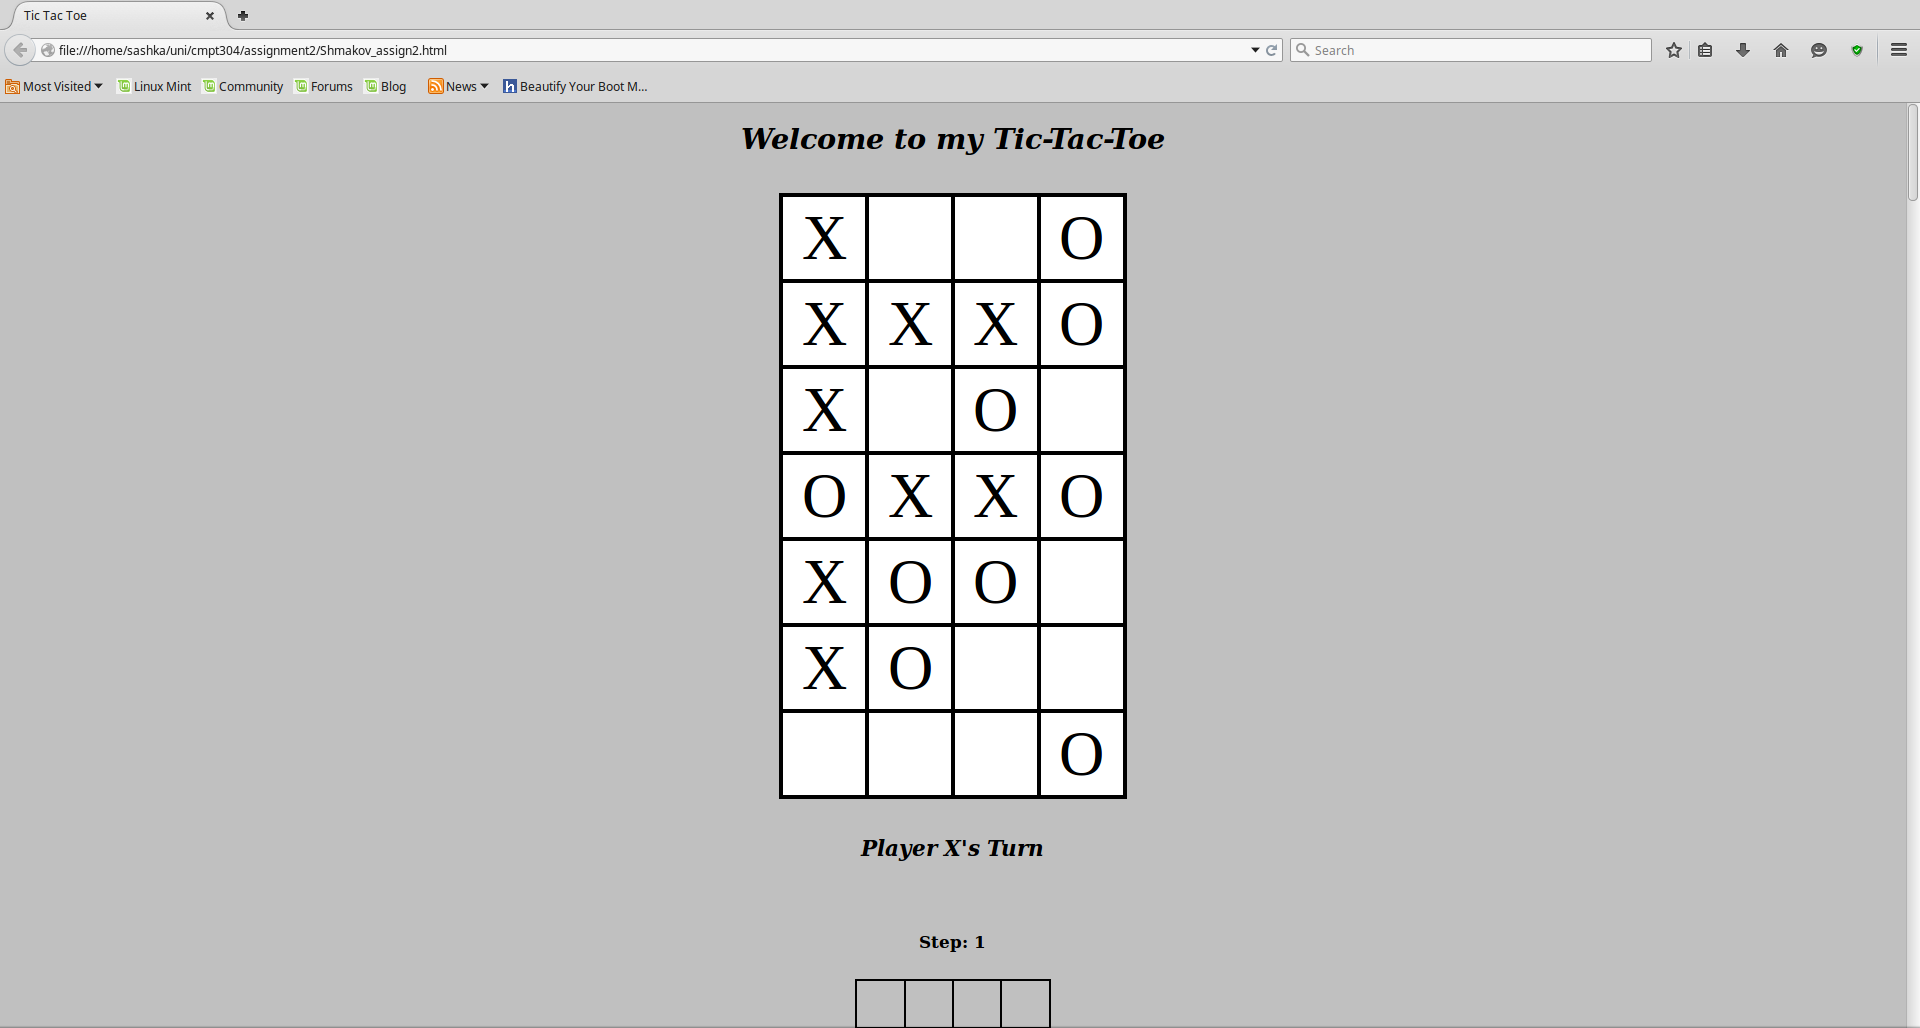 Tic Tac Toe
file:///home/sashka/uni/cmpt304/assignment2/Shmakov_assign2.html
Search
Most Visited Linux Mint Community Forums Blog News Beautify Your Boot M...
Welcome to my Tic-Tac-Toe
X O
X X X O
X O
O X X O
X O O
X O
O
Player X's Turn
Step: 1